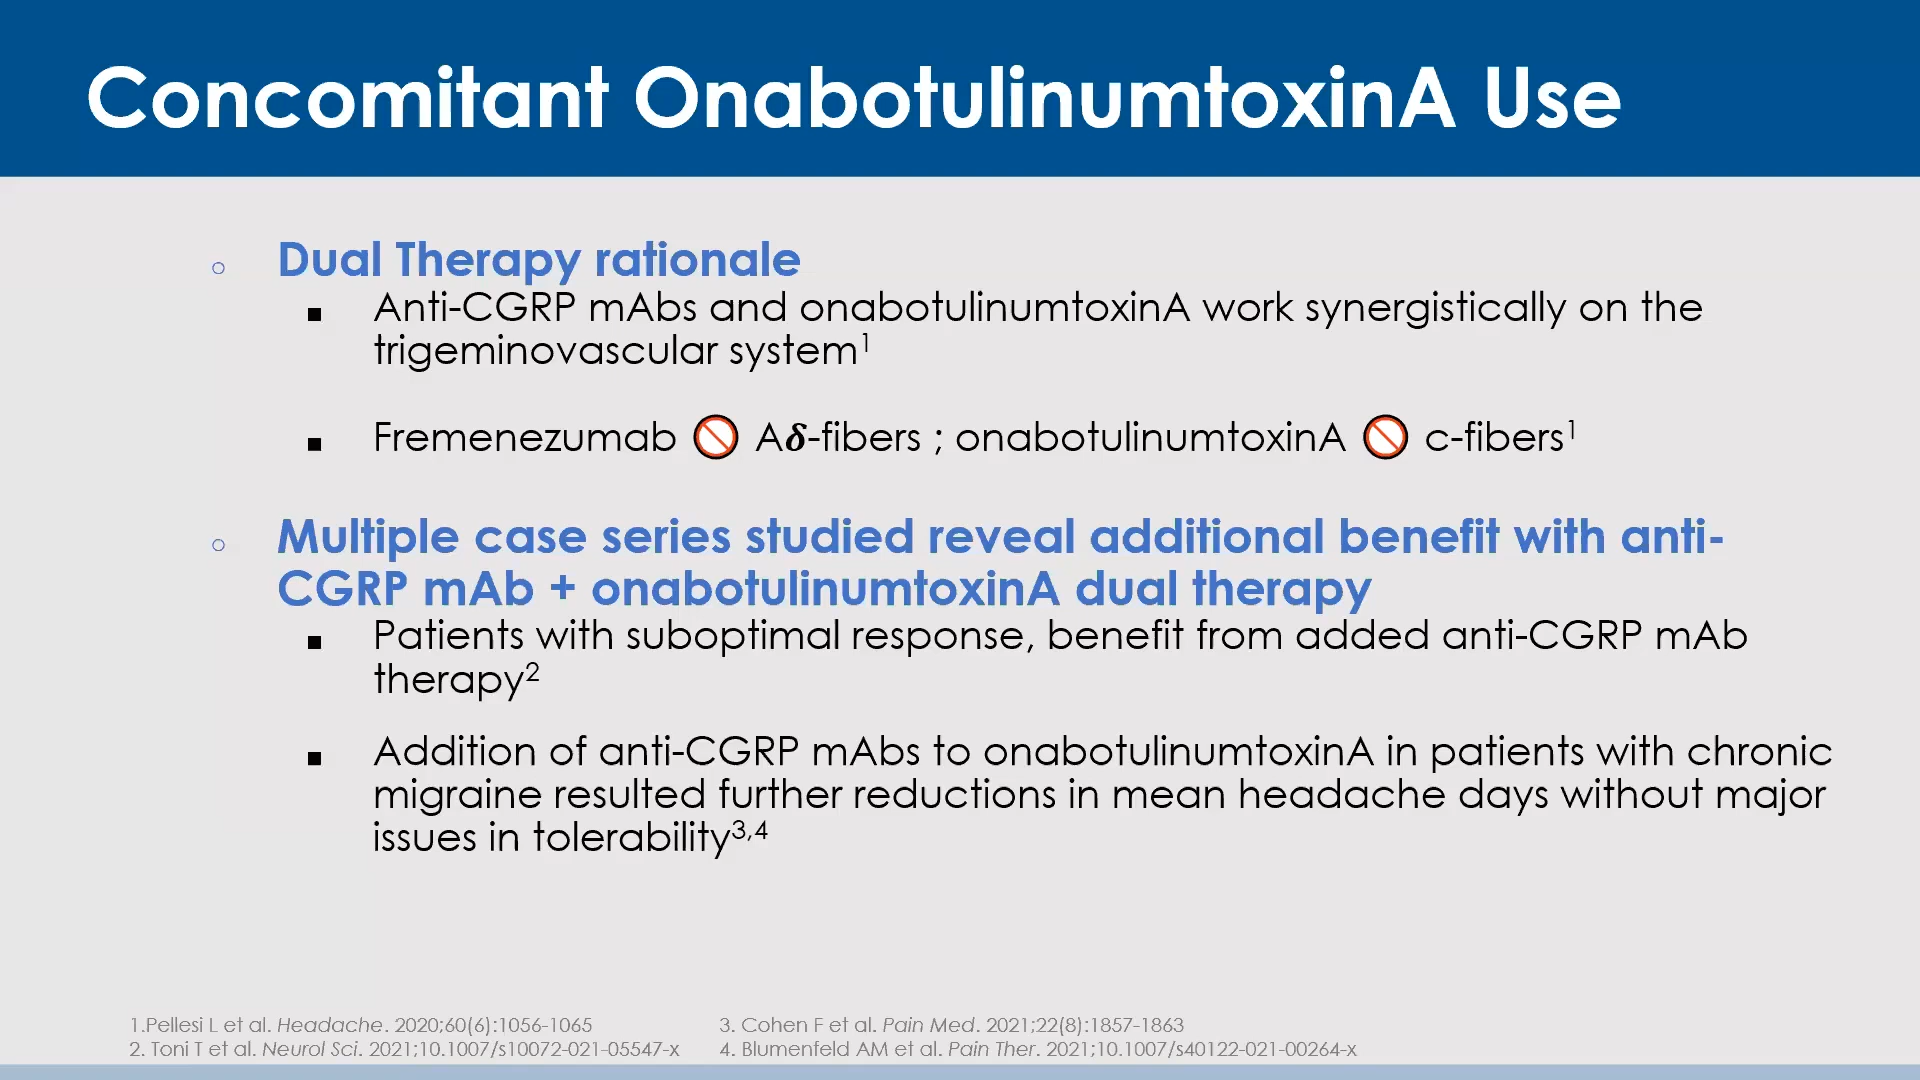 Concomitant OnabotulinumtoxinA Use
○ Dual Therapy rationale
■ Anti-CGRP mAbs and onabotulinumtoxinA work synergistically on the
trigeminovascular system¹
■ Fremenezumab 🚫 A𝜹-fibers ; onabotulinumtoxinA 🚫 c-fibers¹
○ Multiple case series studied reveal additional benefit with anti-
CGRP mAb + onabotulinumtoxinA dual therapy
■ Patients with suboptimal response, benefit from added anti-CGRP mAb
therapy²
■ Addition of anti-CGRP mAbs to onabotulinumtoxinA in patients with chronic
migraine resulted further reductions in mean headache days without major
issues in tolerability³,⁴
1.Pellesi L et al. Headache. 2020;60(6):1056-1065
2. Toni T et al. Neurol Sci. 2021;10.1007/s10072-021-05547-x
3. Cohen F et al. Pain Med. 2021;22(8):1857-1863
4. Blumenfeld AM et al. Pain Ther. 2021;10.1007/s40122-021-00264-x